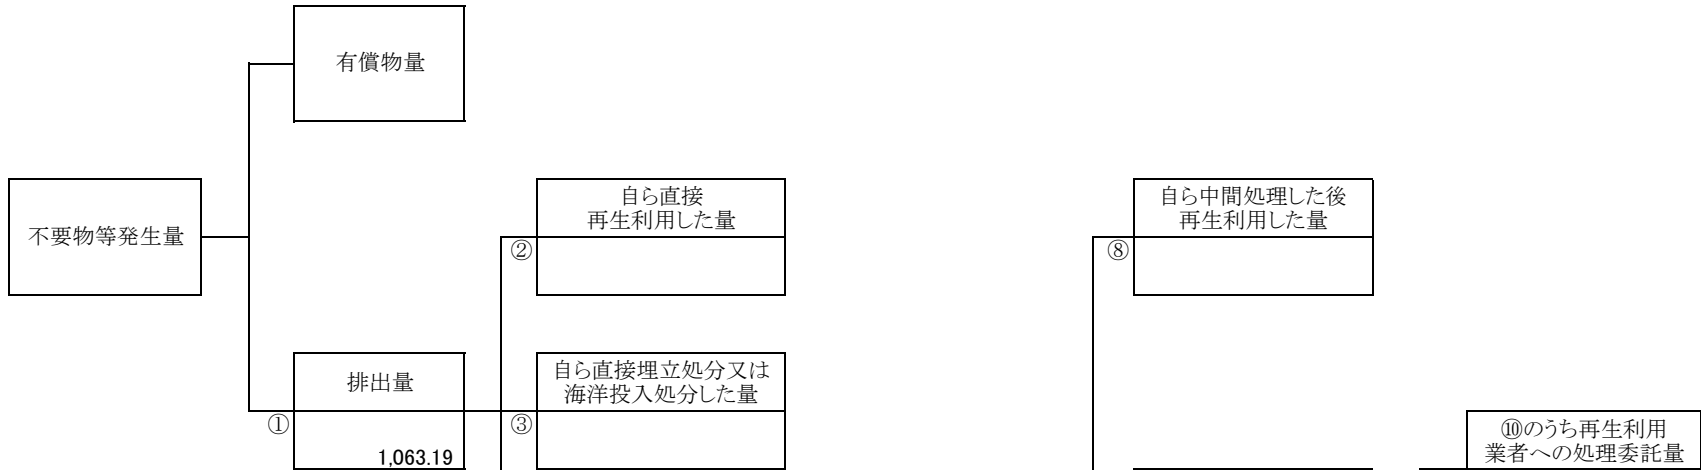 有償物量
不要物等発生量
自ら直接
再生利用した量
②
自ら中間処理した後
再生利用した量
⑧
排出量
①
1,063.19
自ら直接埋立処分又は
海洋投入処分した量
③
⑩のうち再生利用
業者への処理委託量